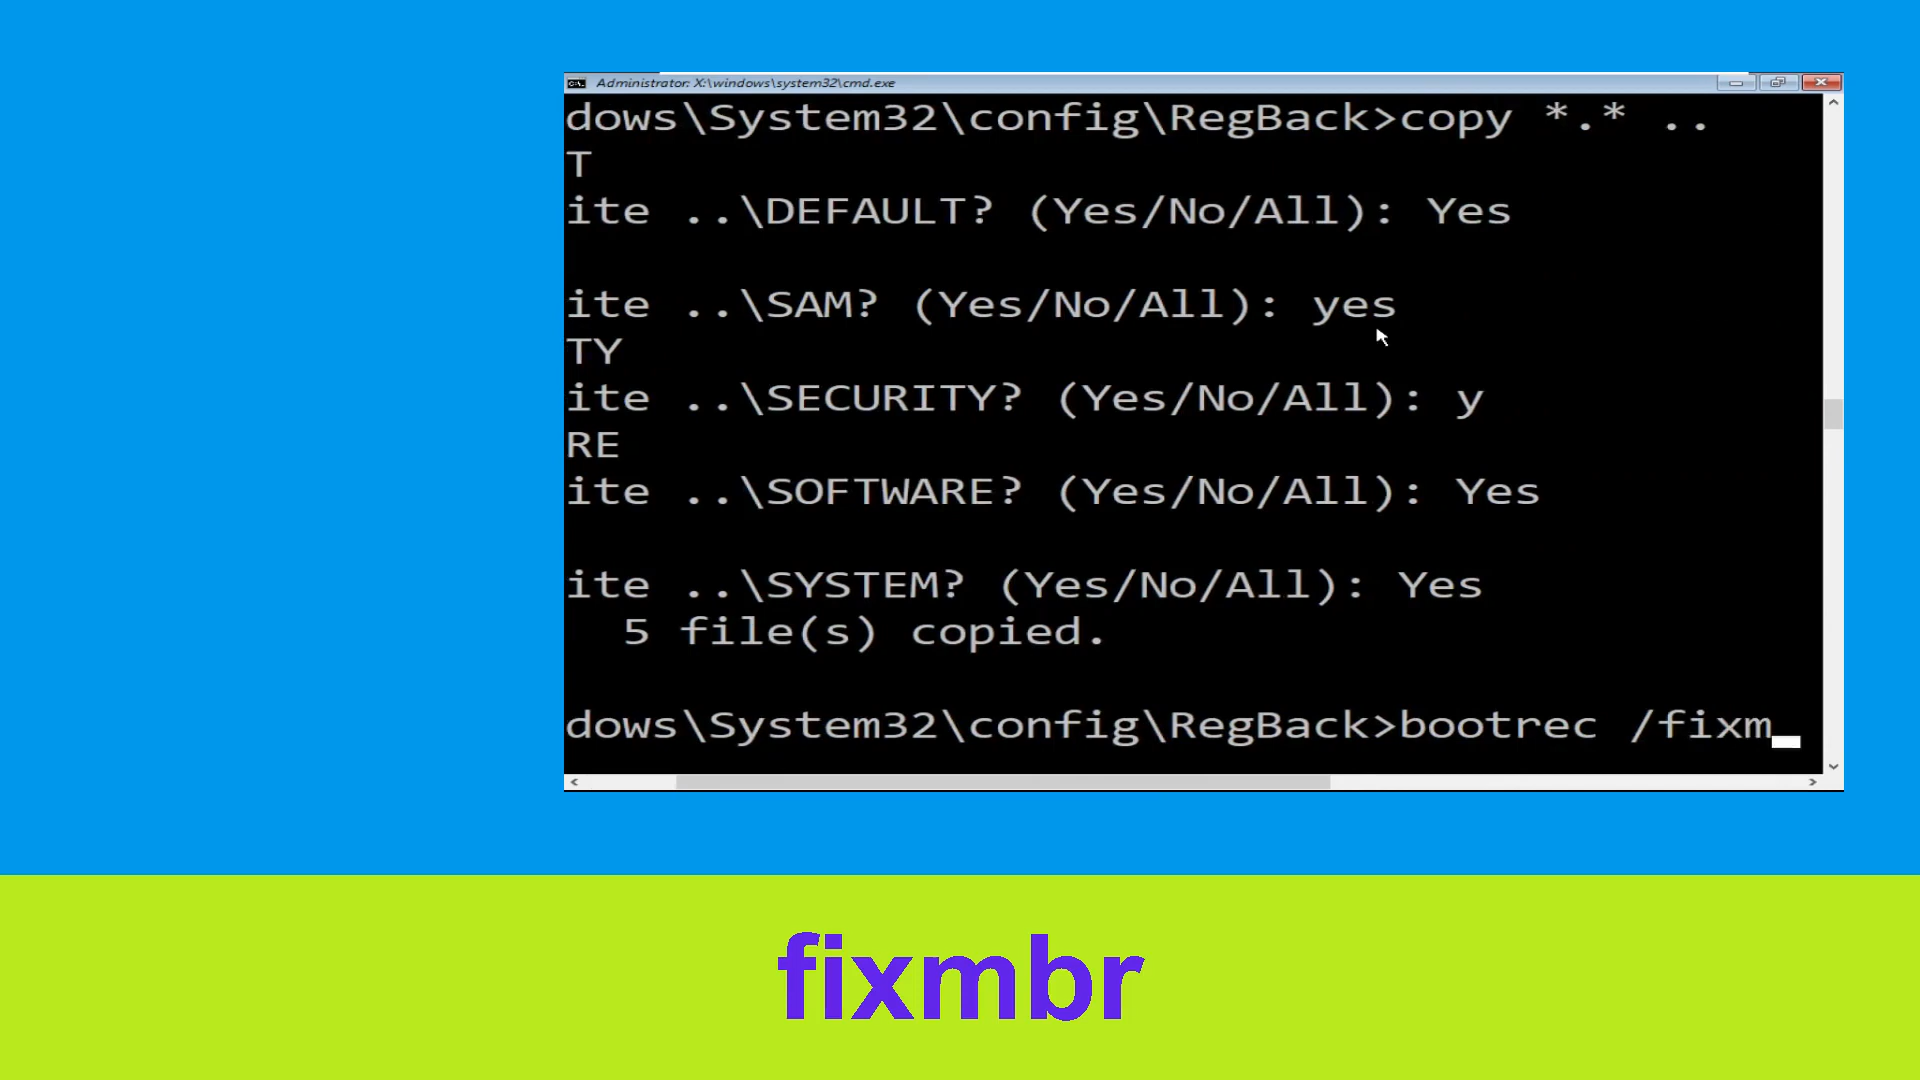 Administrator: X:\windows\system32\cmd.exe
dows\System32\config\RegBack>copy *.* ..
T
ite ..\DEFAULT? (Yes/No/All): Yes
ite ..\SAM? (Yes/No/All): yes
TY
ite ..\SECURITY? (Yes/No/All): y
RE
ite ..\SOFTWARE? (Yes/No/All): Yes
ite ..\SYSTEM? (Yes/No/All): Yes
5 file(s) copied.
dows\System32\config\RegBack>bootrec /fixm_
fixmbr